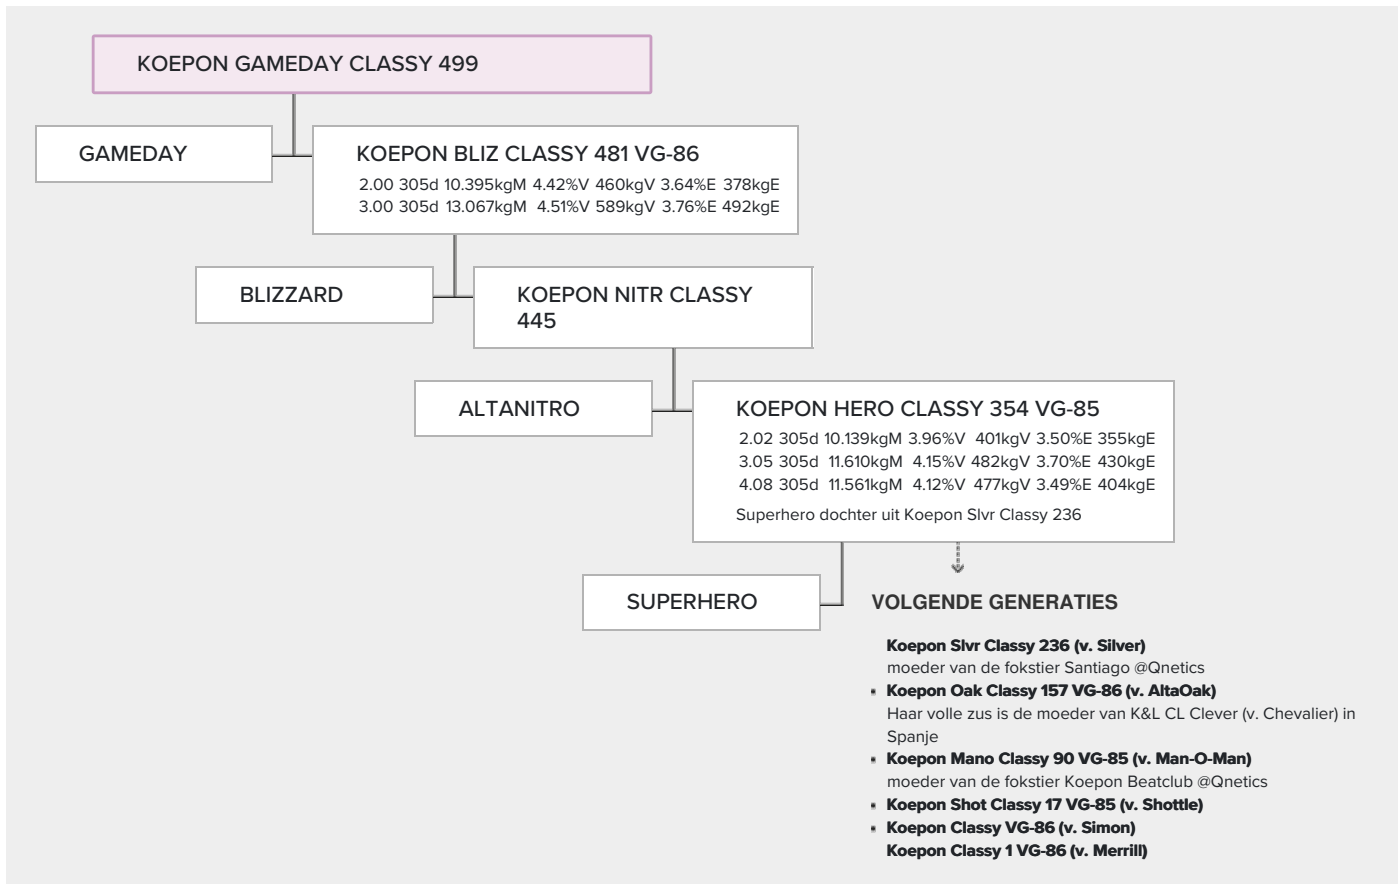 KOEPON GAMEDAY CLASSY 499
GAMEDAY
KOEPON BLIZ CLASSY 481 VG-86
2.00 305d 10.395kgM 4.42%V 460kgV 3.64%E 378kgE
3.00 305d 13.067kgM 4.51%V 589kgV 3.76%E 492kgE
BLIZZARD
KOEPON NITR CLASSY
445
ALTANITRO
KOEPON HERO CLASSY 354 VG-85
2.02 305d 10.139kgM 3.96%V 401kgV 3.50%E 355kgE
3.05 305d 11.610kgM 4.15%V 482kgV 3.70%E 430kgE
4.08 305d 11.561kgM 4.12%V 477kgV 3.49%E 404kgE
Superhero dochter uit Koepon Slvr Classy 236
SUPERHERO
VOLGENDE GENERATIES
Koepon Slvr Classy 236 (v. Silver)
moeder van de fokstier Santiago @Qnetics
▪ Koepon Oak Classy 157 VG-86 (v. AltaOak)
Haar volle zus is de moeder van K&L CL Clever (v. Chevalier) in
Spanje
▪ Koepon Mano Classy 90 VG-85 (v. Man-O-Man)
moeder van de fokstier Koepon Beatclub @Qnetics
▪ Koepon Shot Classy 17 VG-85 (v. Shottle)
▪ Koepon Classy VG-86 (v. Simon)
Koepon Classy 1 VG-86 (v. Merrill)